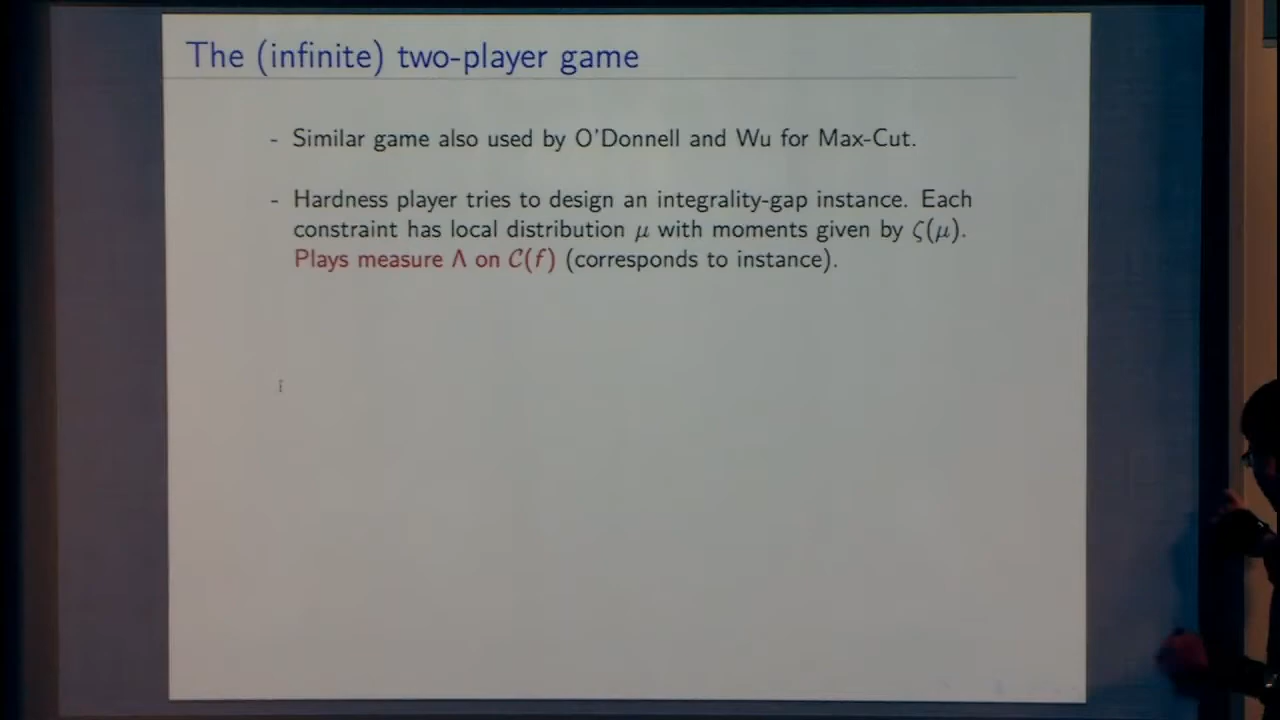 The (infinite) two-player game
- Similar game also used by O'Donnell and Wu for Max-Cut.
- Hardness player tries to design an integrality-gap instance. Each
constraint has local distribution μ with moments given by ζ(μ).
Plays measure Λ on C(f) (corresponds to instance).